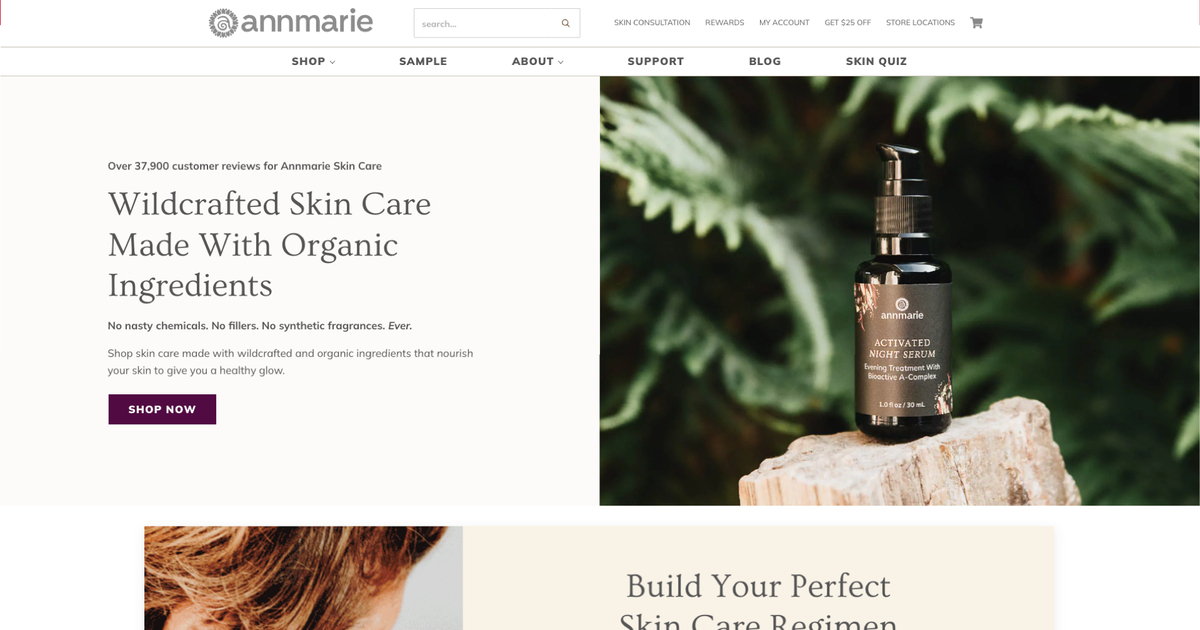 annmarie
search...
SKIN CONSULTATION
REWARDS
MY ACCOUNT
GET $25 OFF
STORE LOCATIONS
SHOP
SAMPLE
ABOUT
SUPPORT
BLOG
SKIN QUIZ
Over 37,900 customer reviews for Annmarie Skin Care
Wildcrafted Skin Care
Made With Organic
Ingredients
No nasty chemicals. No fillers. No synthetic fragrances. Ever.
Shop skin care made with wildcrafted and organic ingredients that nourish
your skin to give you a healthy glow.
SHOP NOW
annmarie
ACTIVATED
NIGHT SERUM
Evening Treatment With
Bioactive A-Complex
1.0 fl oz / 30 mL
Build Your Perfect
Skin Care Regimen